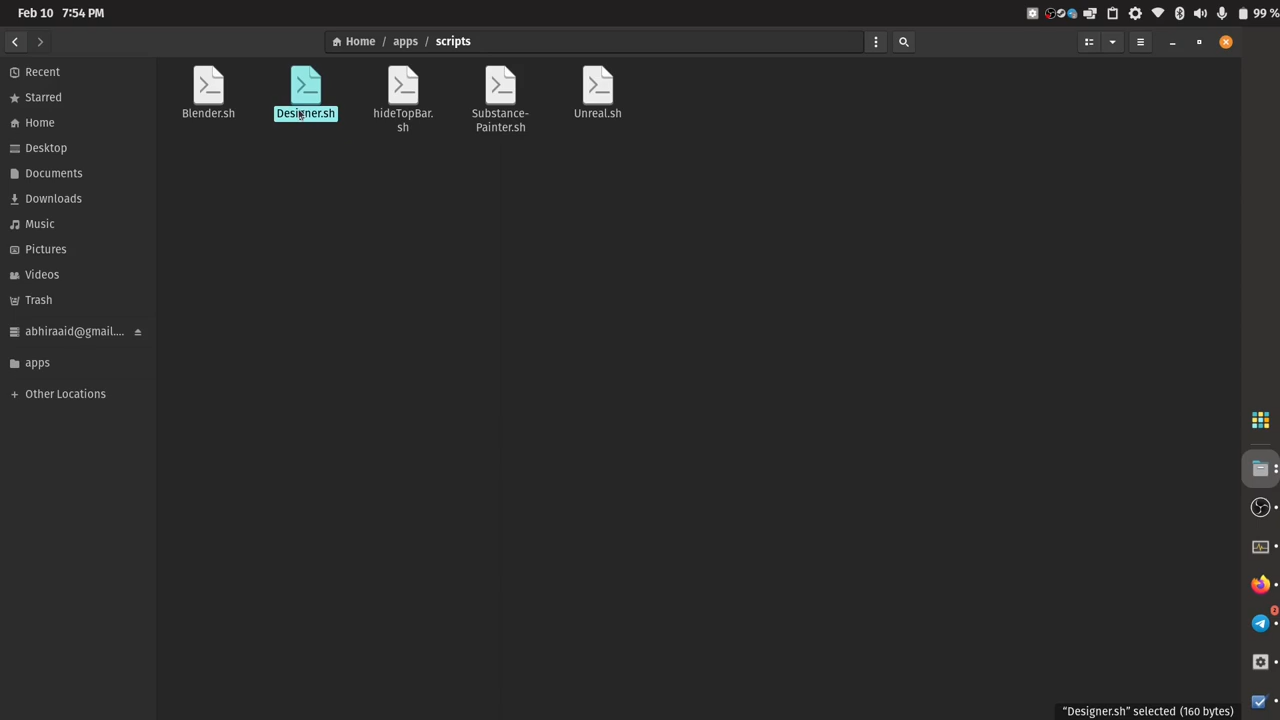 Feb 10 7:54 PM
99 %
Home / apps / scripts
Recent
Starred
Home
Desktop
Documents
Downloads
Music
Pictures
Videos
Trash
abhiraaid@gmail....
apps
+ Other Locations
Blender.sh
Designer.sh
hideTopBar.
sh
Substance-
Painter.sh
Unreal.sh
2
"Designer.sh" selected (160 bytes)